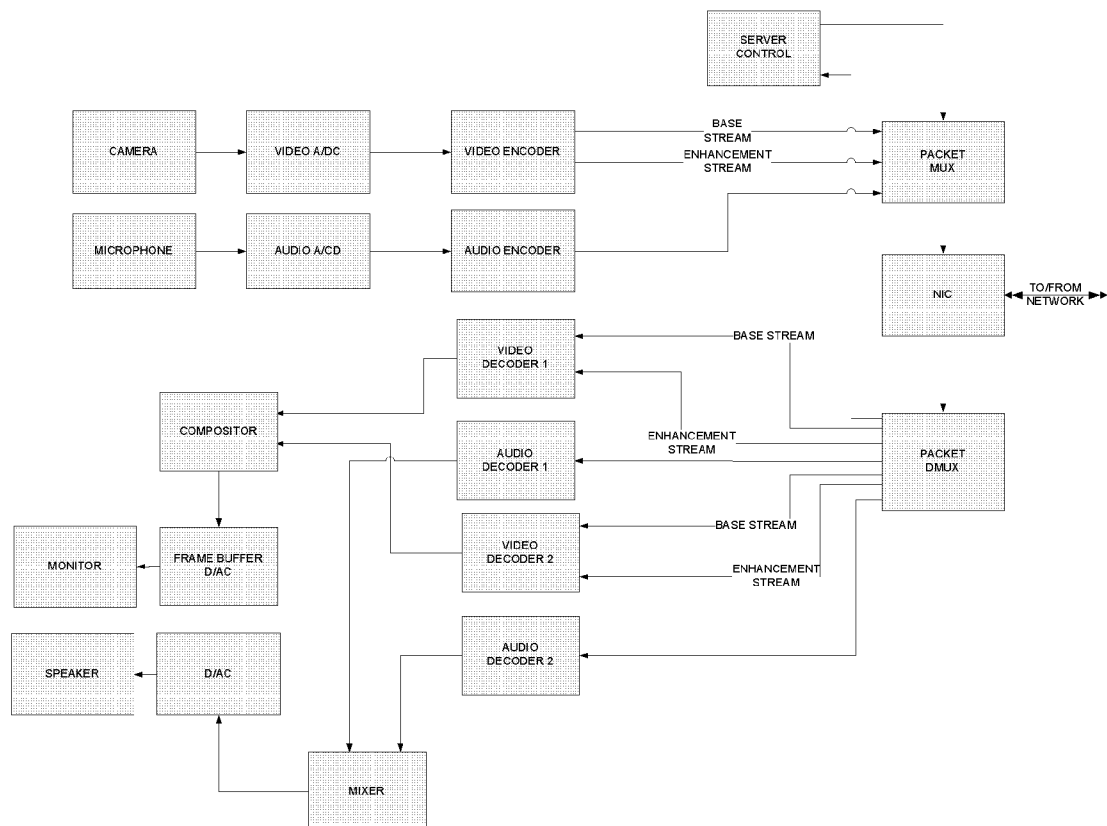 SERVER
CONTROL
CAMERA
VIDEO A/DC
VIDEO ENCODER
BASE
STREAM
ENHANCEMENT
STREAM
PACKET
MUX
MICROPHONE
AUDIO A/CD
AUDIO ENCODER
NIC
TO/FROM
NETWORK
VIDEO
DECODER 1
BASE STREAM
COMPOSITOR
AUDIO
DECODER 1
ENHANCEMENT
STREAM
PACKET
DMUX
MONITOR
FRAME BUFFER
D/AC
VIDEO
DECODER 2
BASE STREAM
ENHANCEMENT
STREAM
SPEAKER
D/AC
AUDIO
DECODER 2
MIXER